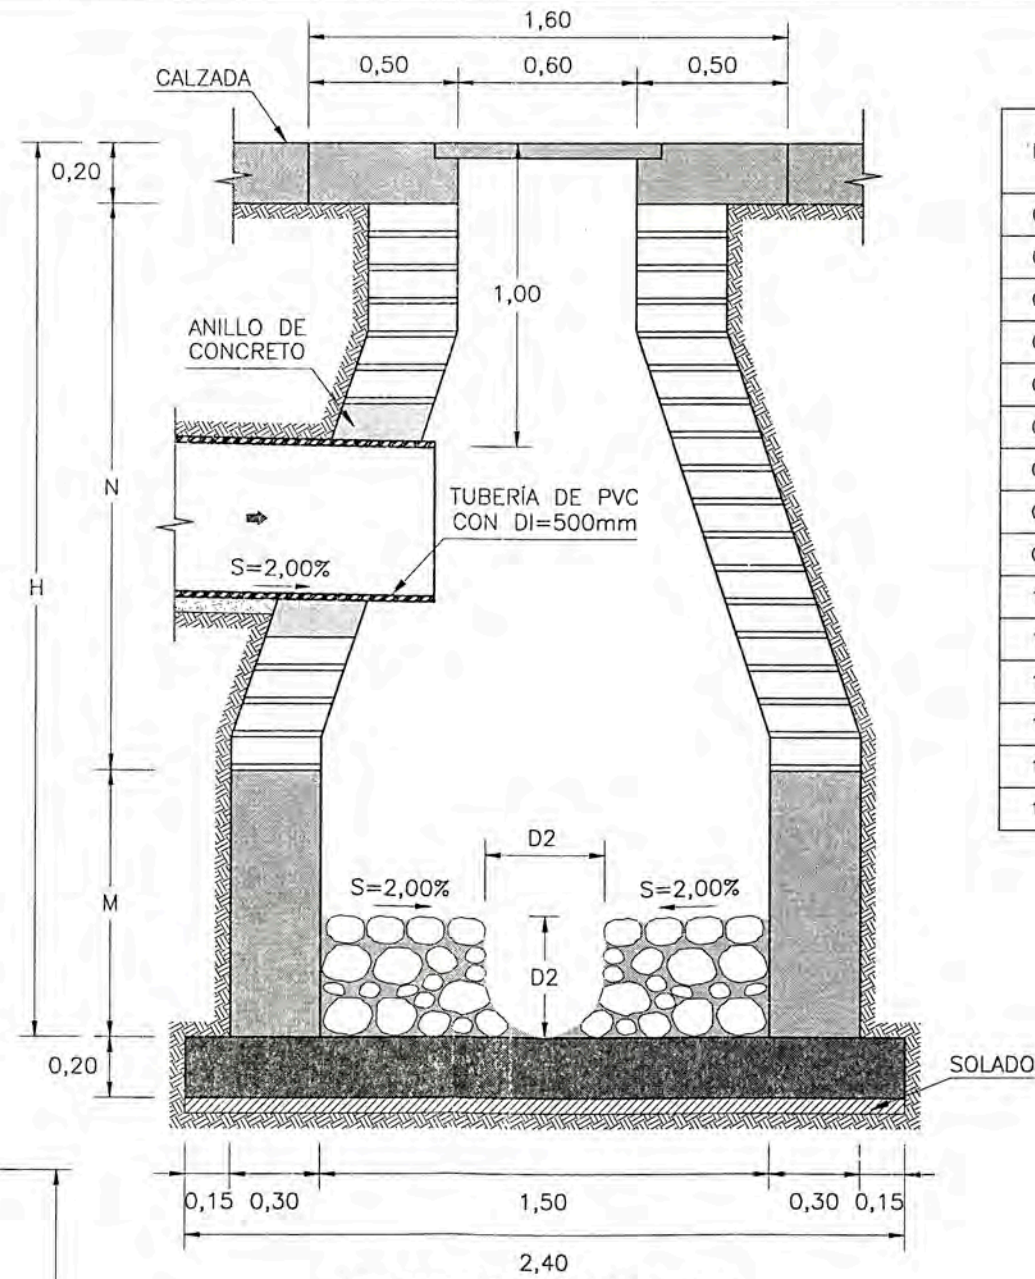 1,60
0,50
0,60
0,50
CALZADA
0,20
1,00
ANILLO DE
CONCRETO
N
TUBERÍA DE PVC
CON DI=500mm
S=2,00%
H
D2
S=2,00%
S=2,00%
M
D2
0,20
SOLADO
0,15
0,30
1,50
0,30
0,15
2,40